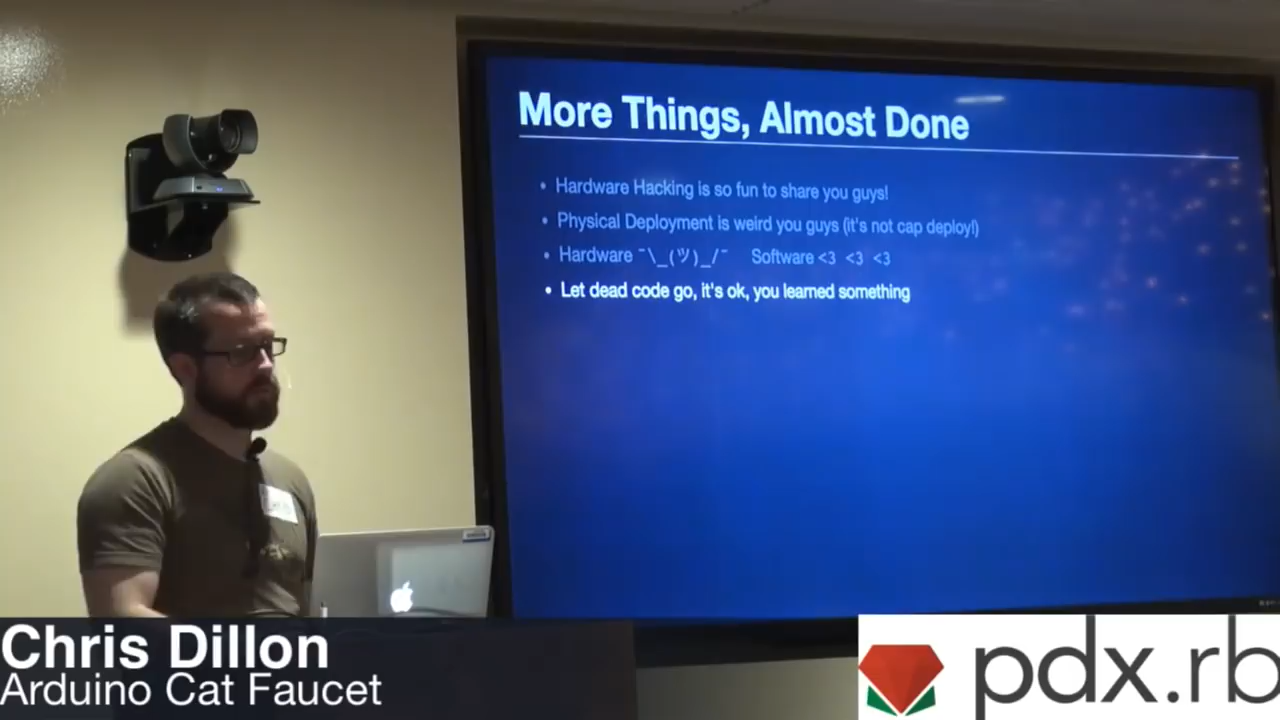 More Things, Almost Done
• Hardware Hacking is so fun to share you guys!
• Physical Deployment is weird you guys (it's not cap deploy!)
• Hardware ¯\_(ツ)_/¯ Software <3 <3 <3
• Let dead code go, it's ok, you learned something
Chris Dillon
Arduino Cat Faucet
pdx.rb